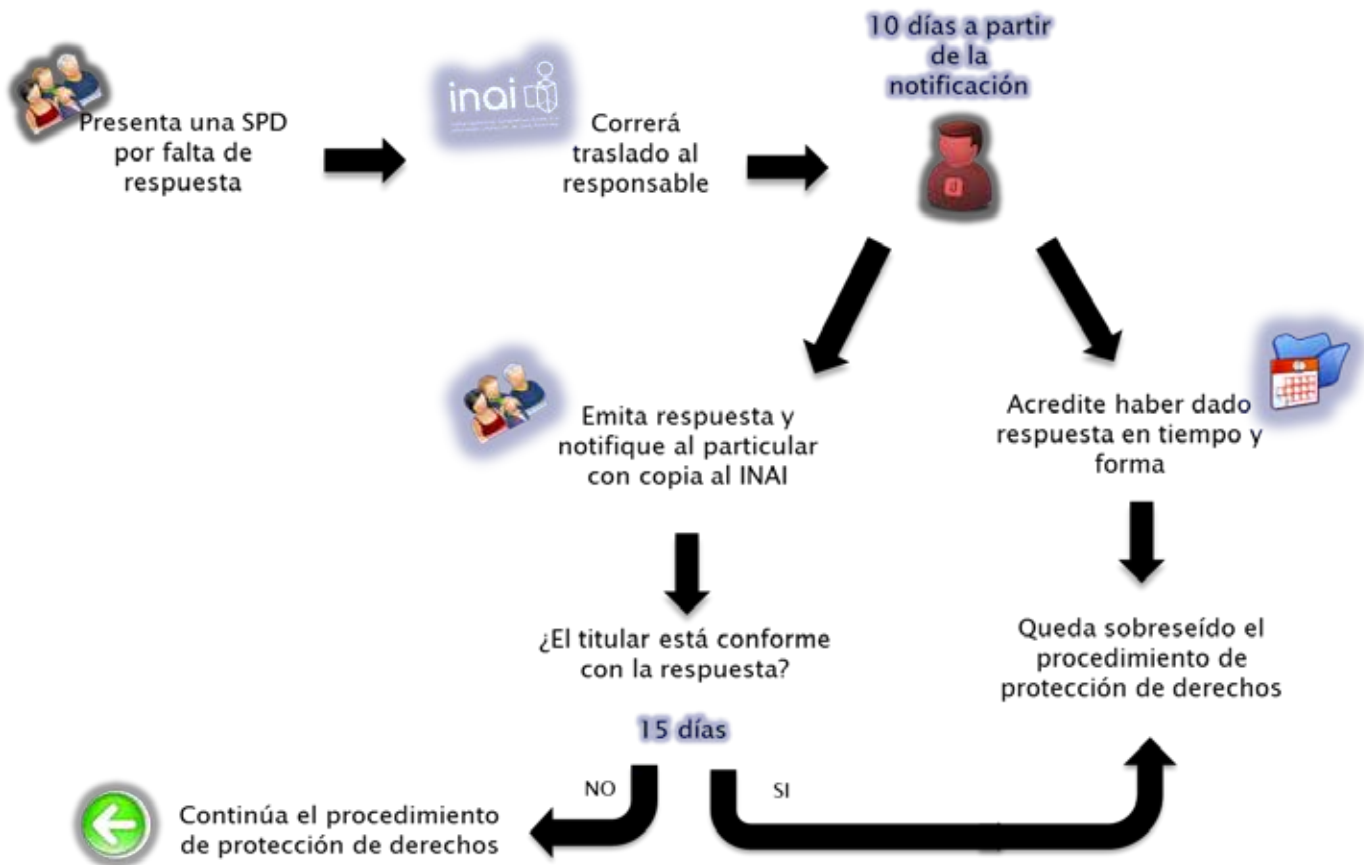 Presenta una SPD
por falta de
respuesta
inai
Correrá
traslado al
responsable
10 días a partir
de la
notificación
Emita respuesta y
notifique al particular
con copia al INAI
Acredite haber dado
respuesta en tiempo y
forma
¿El titular está conforme
con la respuesta?
15 días
Queda sobreseído el
procedimiento de
protección de derechos
NO
SI
Continúa el procedimiento
de protección de derechos